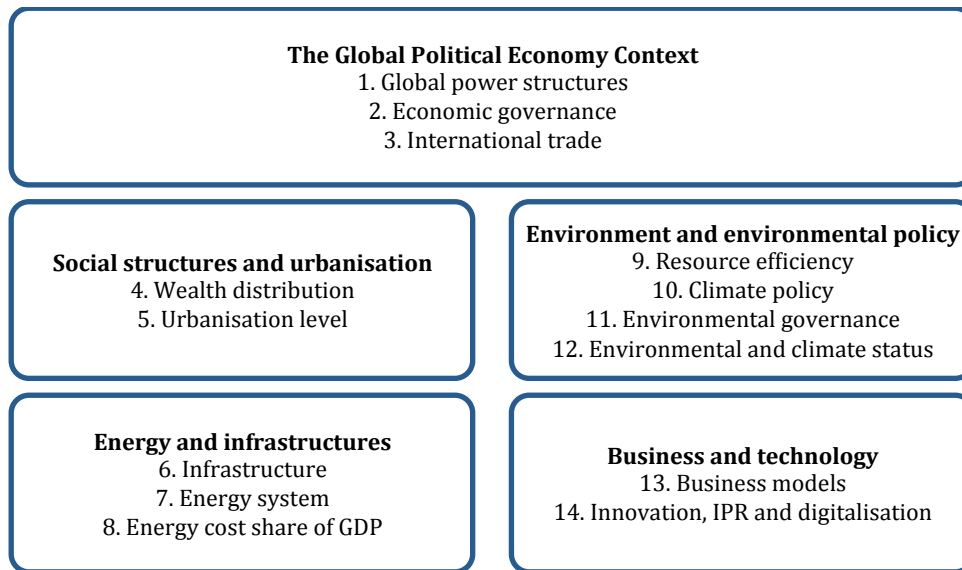 The Global Political Economy Context
1. Global power structures
2. Economic governance
3. International trade
Social structures and urbanisation
4. Wealth distribution
5. Urbanisation level
Energy and infrastructures
6. Infrastructure
7. Energy system
8. Energy cost share of GDP
Environment and environmental policy
9. Resource efficiency
10. Climate policy
11. Environmental governance
12. Environmental and climate status
Business and technology
13. Business models
14. Innovation, IPR and digitalisation